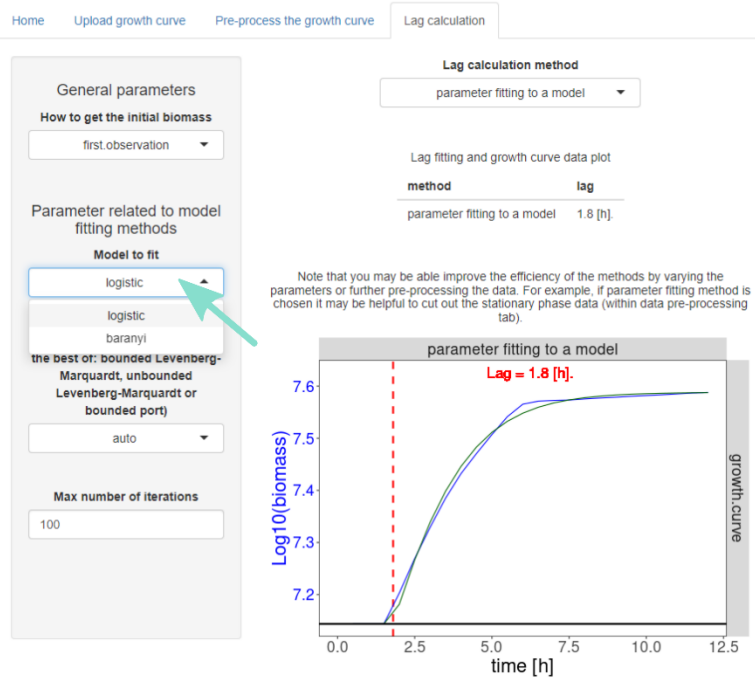 Home Upload growth curve Pre-process the growth curve Lag calculation
General parameters
How to get the initial biomass
first.observation
Parameter related to model
fitting methods
Model to fit
logistic
logistic
baranyi
the best of: bounded Levenberg-
Marquardt, unbounded
Levenberg-Marquardt or
bounded port)
auto
Max number of iterations
100
Lag calculation method
parameter fitting to a model
Lag fitting and growth curve data plot
method lag
parameter fitting to a model 1.8 [h].
Note that you may be able improve the efficiency of the methods by varying the
parameters or further pre-processing the data. For example, if parameter fitting method is
chosen it may be helpful to cut out the stationary phase data (within data pre-processing
tab).
parameter fitting to a model
Lag = 1.8 [h].
7.6
7.5
7.4
7.3
7.2
Log10(biomass)
growth.curve
0.0 2.5 5.0 7.5 10.0 12.5
time [h]